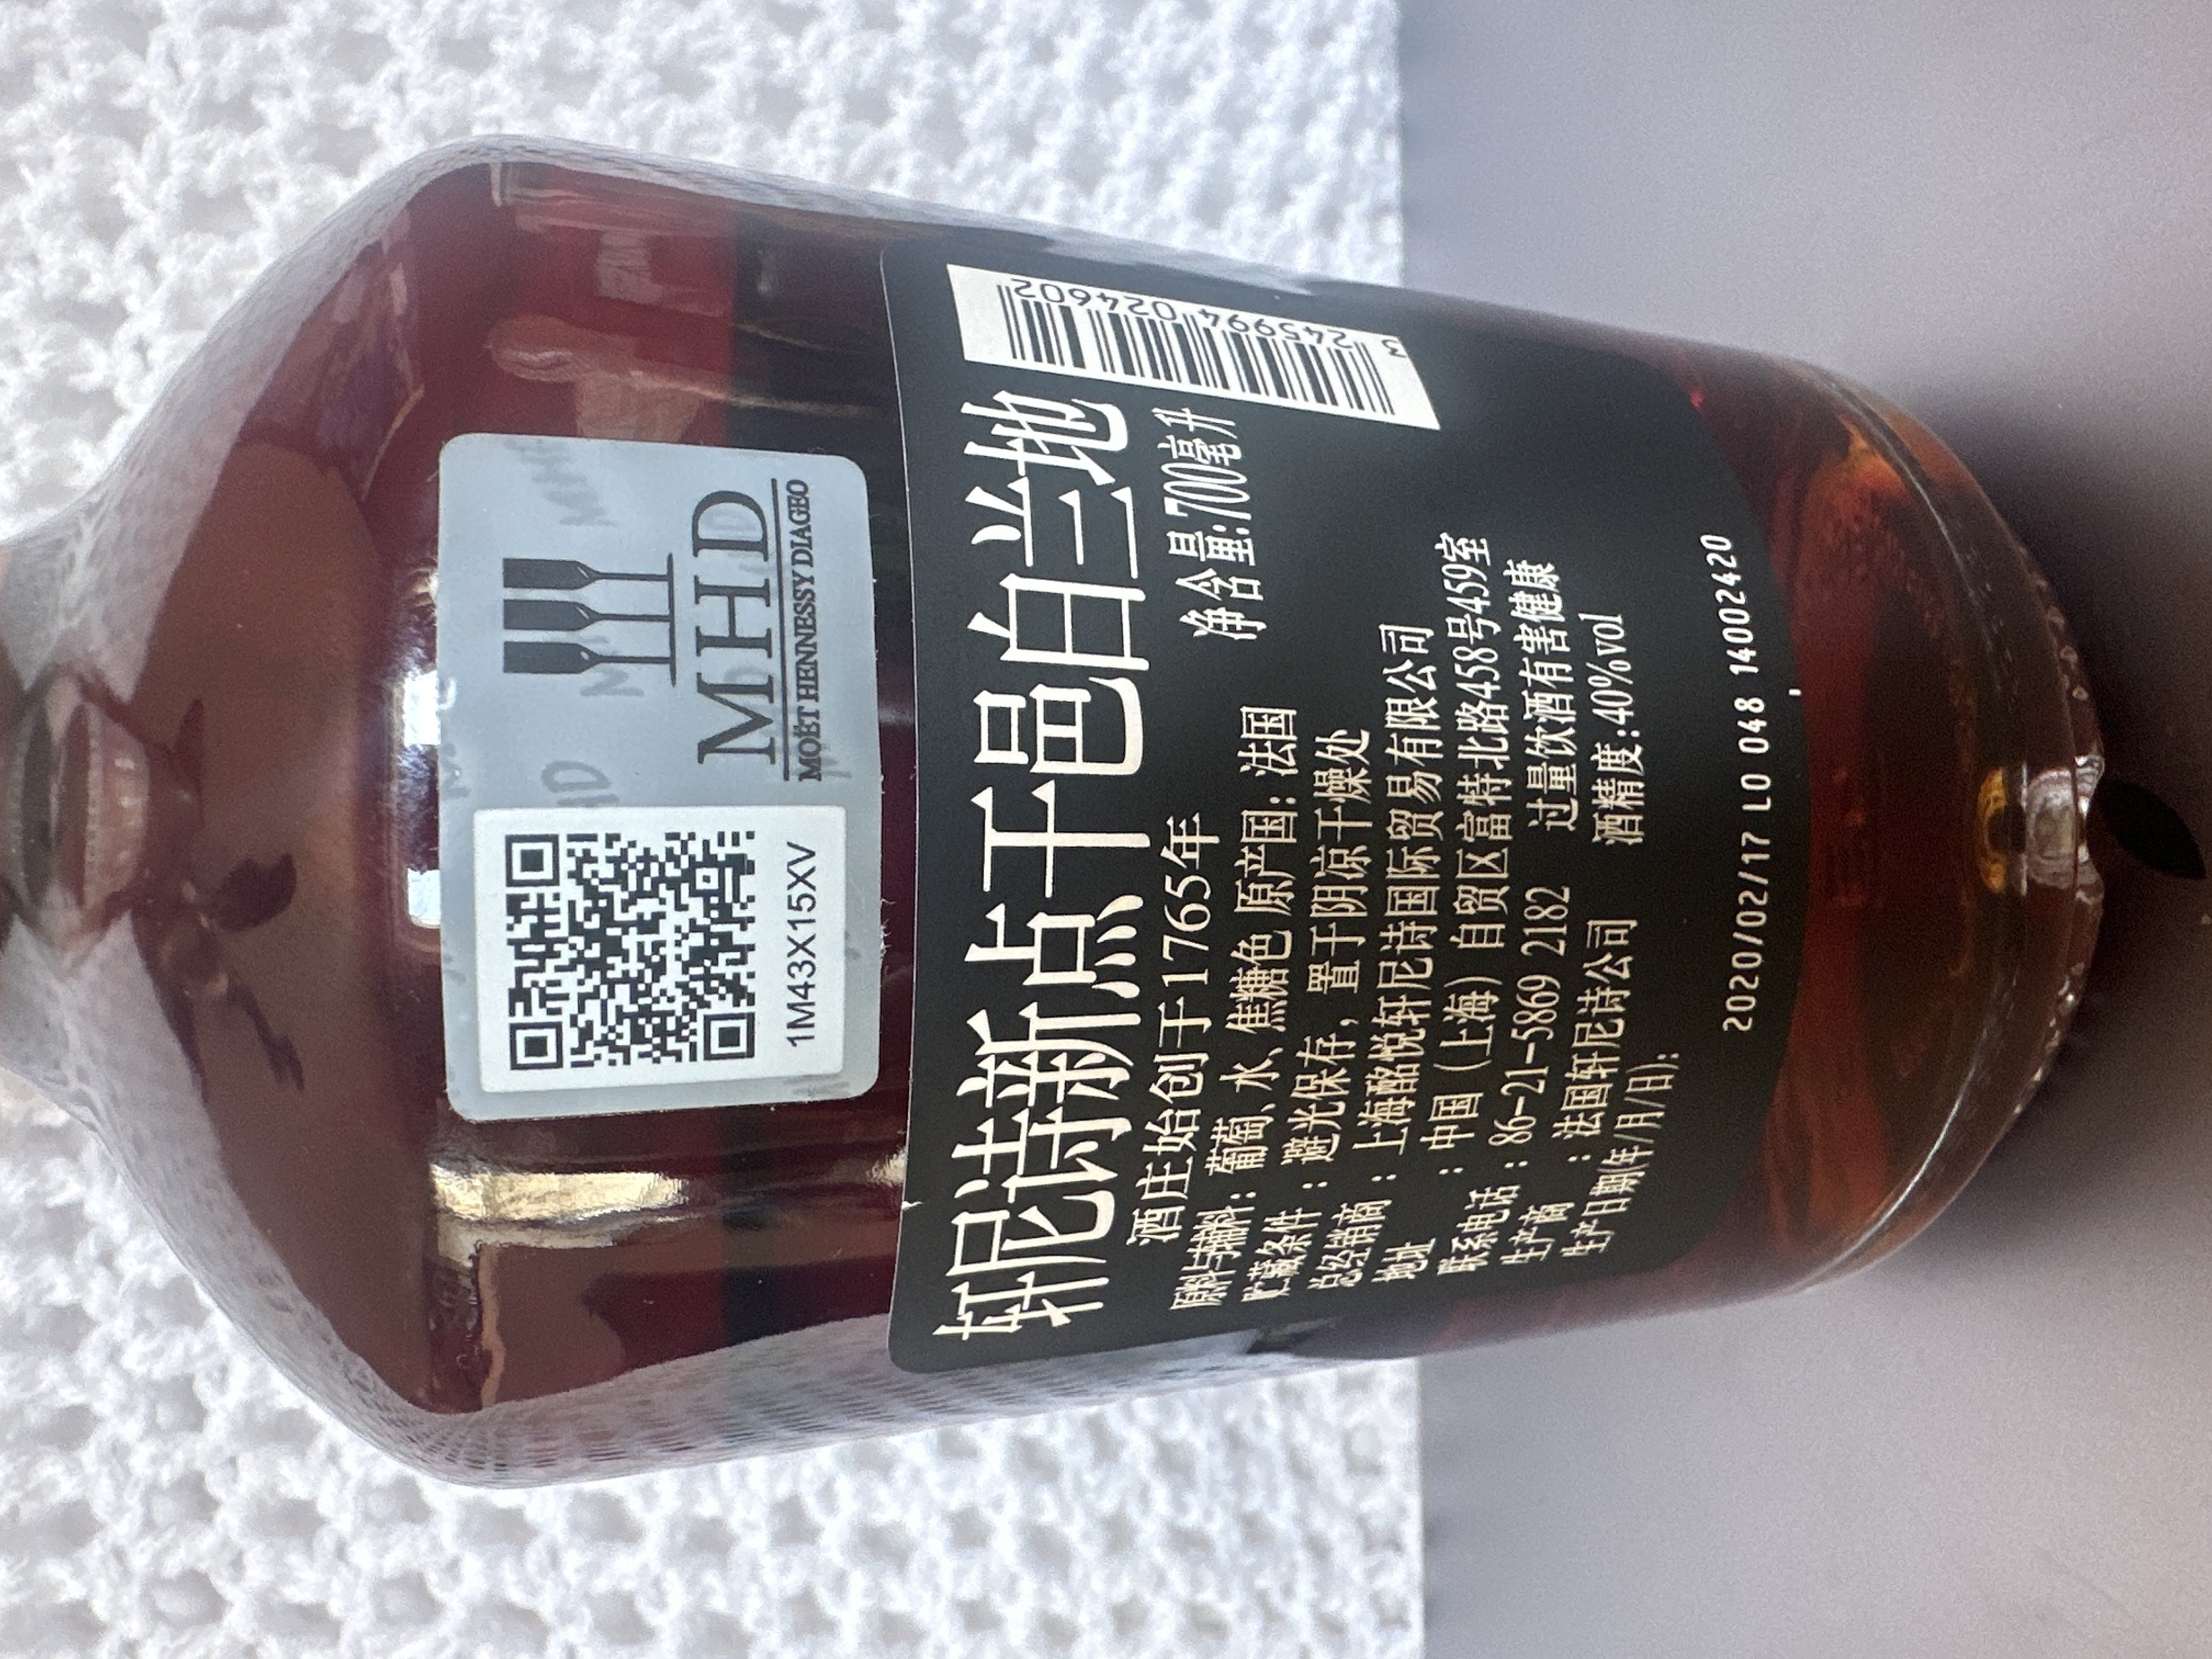 MHD
MOËT HENNESSY DIAGEO
1M43X15XV
轩尼诗新点干邑白兰地
酒庄始创于1765年
净含量:700毫升
原料与辅料：葡萄、水、焦糖色 原产国：法国
贮藏条件：避光保存，置于阴凉干燥处
总经销商：上海酩悦轩尼诗国际贸易有限公司
地址：中国（上海）自贸区富特北路458号459室
联系电话：86-21-5869 2182 过量饮酒有害健康
生产商：法国轩尼诗公司 酒精度:40%vol
生产日期(年/月/日):
2020/02/17 L0 048 14002420
3 245994 024602